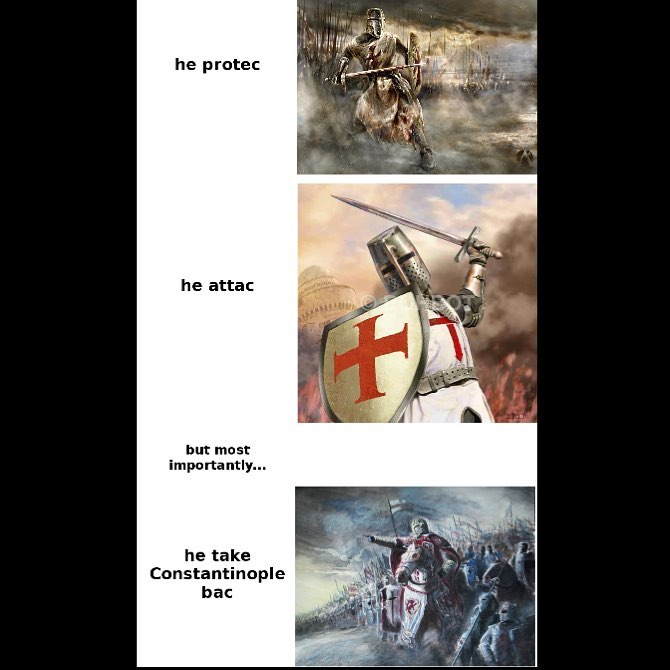 he protec
he attac
but most
importantly...
he take
Constantinople
bac